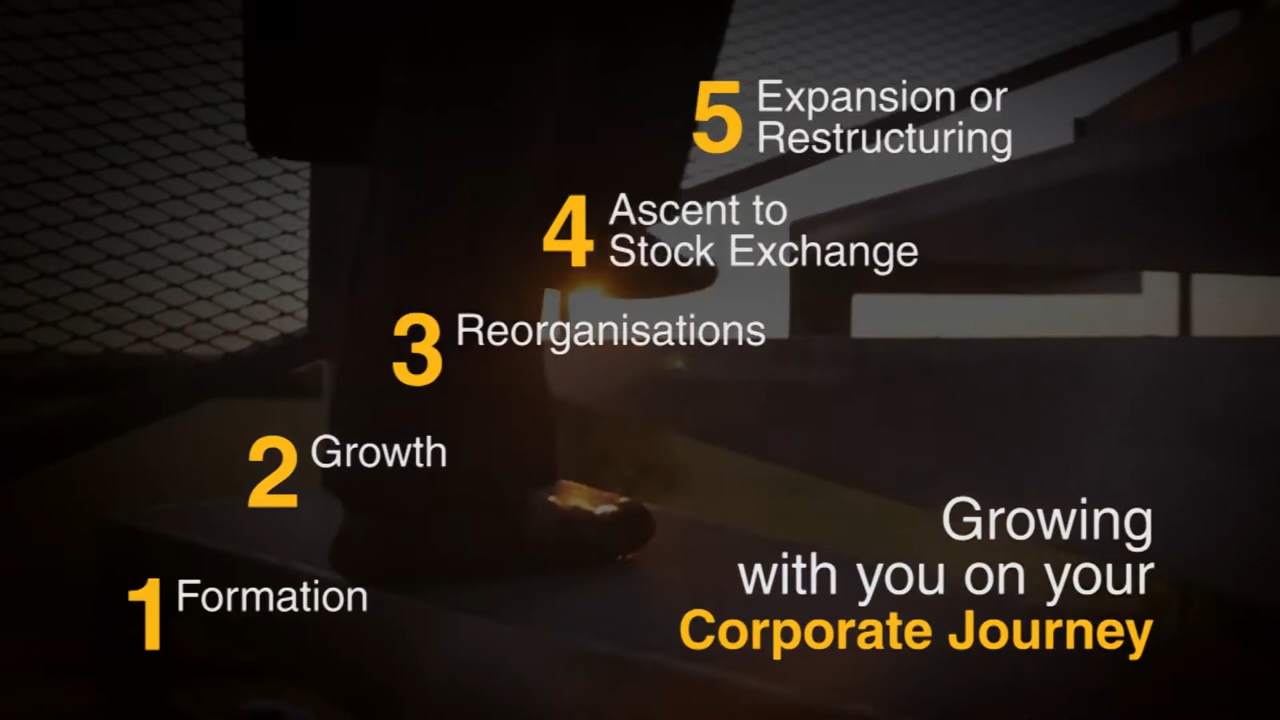 5 Expansion or
Restructuring
4 Ascent to
Stock Exchange
3 Reorganisations
2 Growth
1 Formation
Growing
with you on your
Corporate Journey